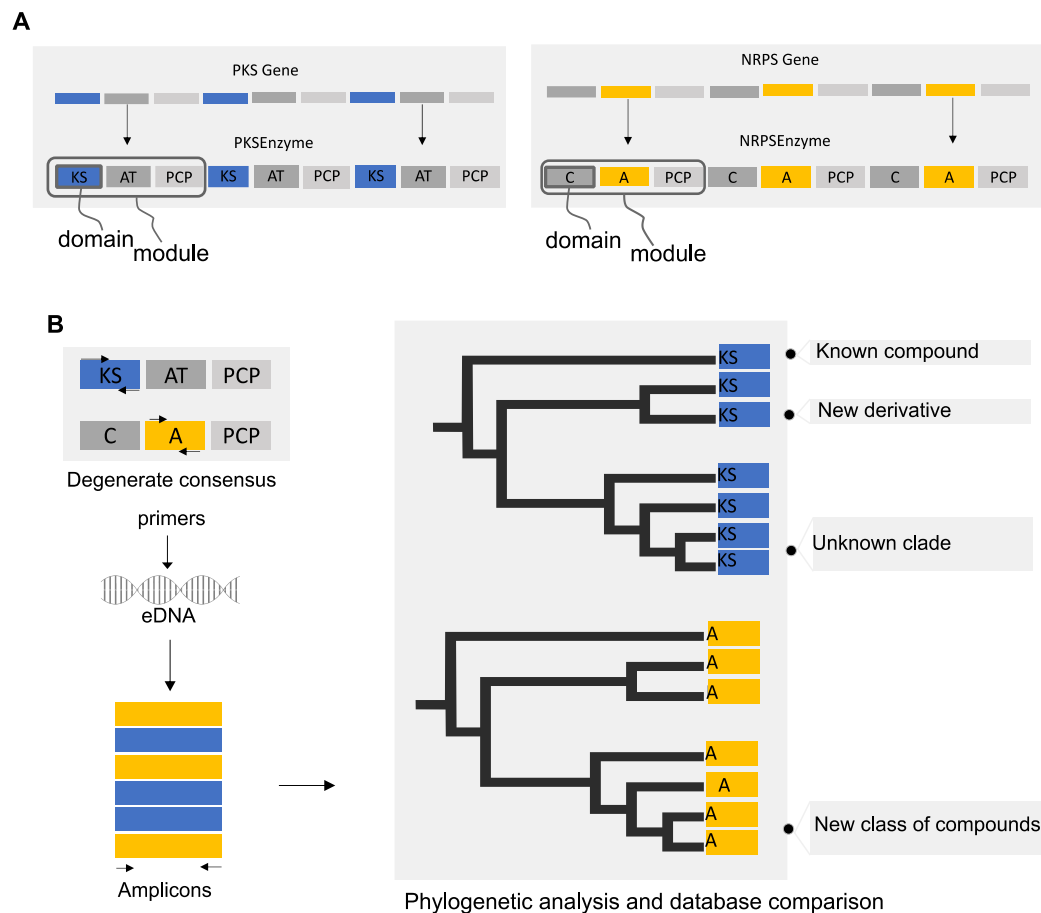 A
PKS Gene
PKSEnzyme
KS AT PCP KS AT PCP KS AT PCP
domain
module
NRPS Gene
NRPSEnzyme
C A PCP C A PCP C A PCP
domain
module
B
KS AT PCP
C A PCP
Degenerate consensus
primers
eDNA
Amplicons
KS
KS
KS
KS
KS
KS
KS
Known compound
New derivative
Unknown clade
A
A
A
A
A
A
A
New class of compounds
Phylogenetic analysis and database comparison